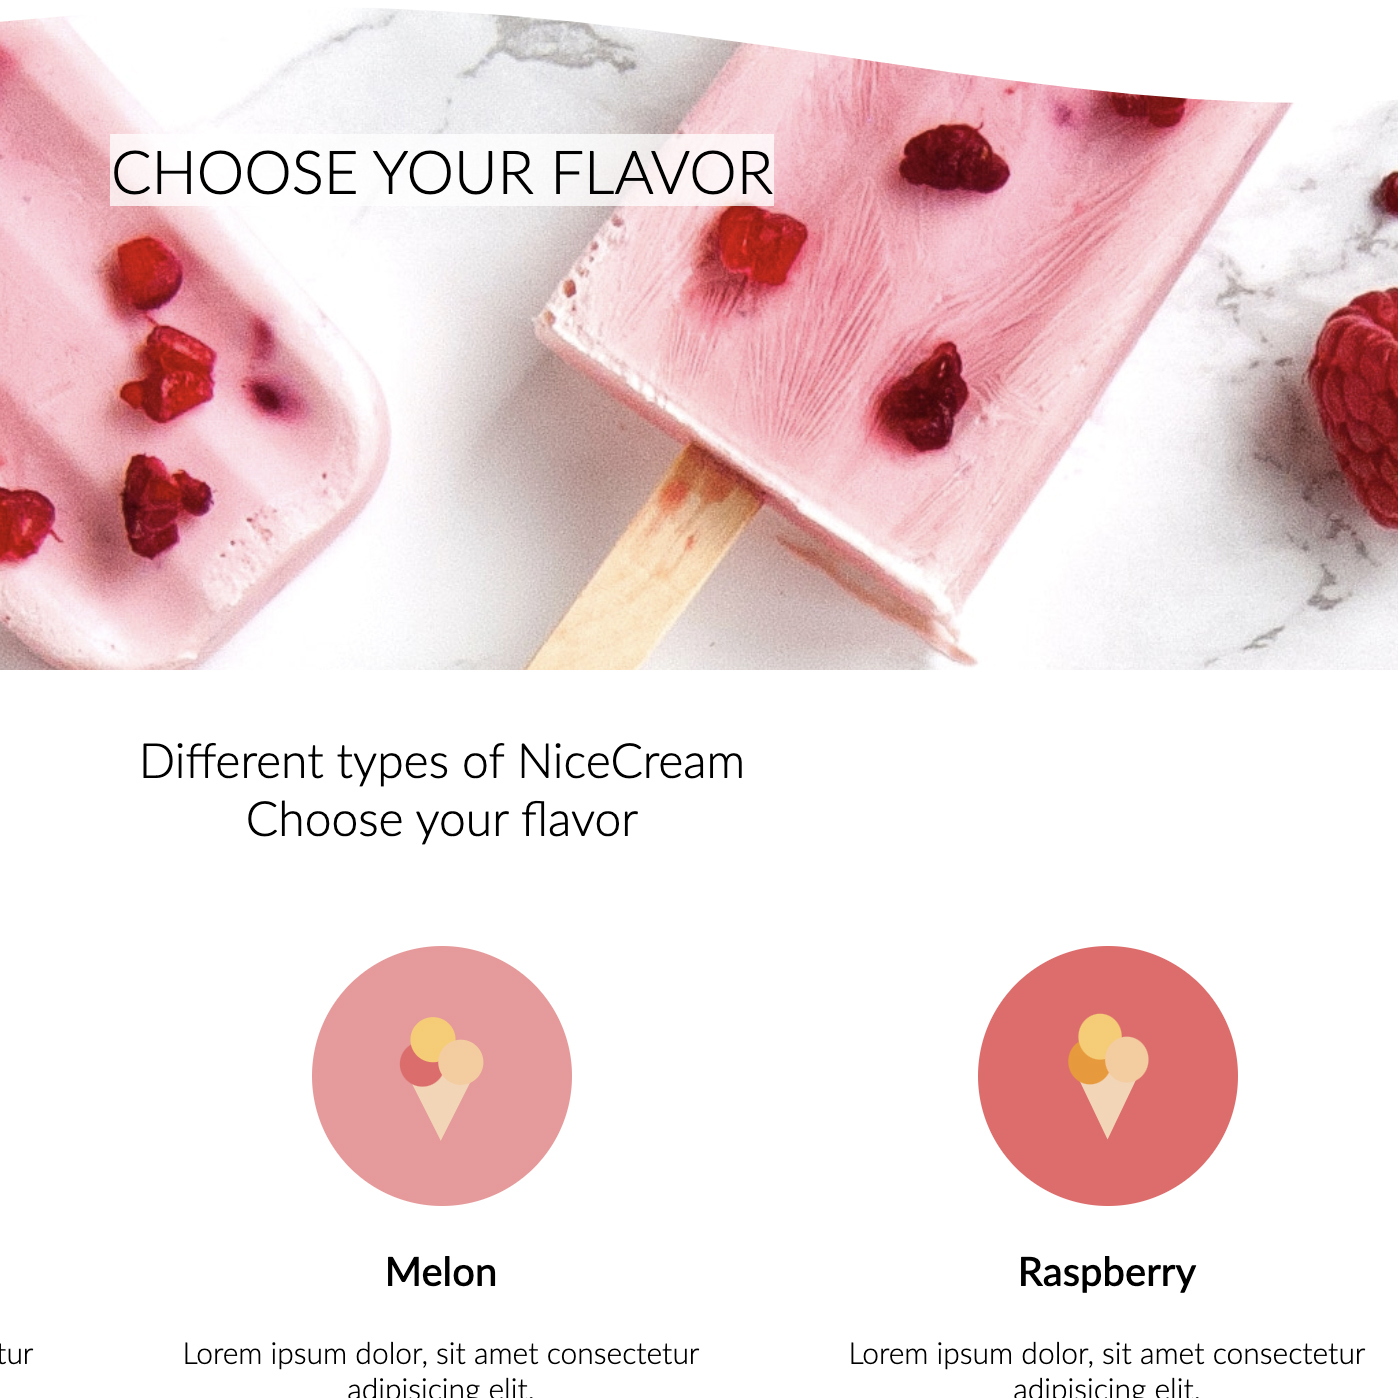 CHOOSE YOUR FLAVOR
Different types of NiceCream
Choose your flavor
Melon
Raspberry
Lorem ipsum dolor, sit amet consectetur
adipisicing elit.
Lorem ipsum dolor, sit amet consectetur
adipisicing elit.